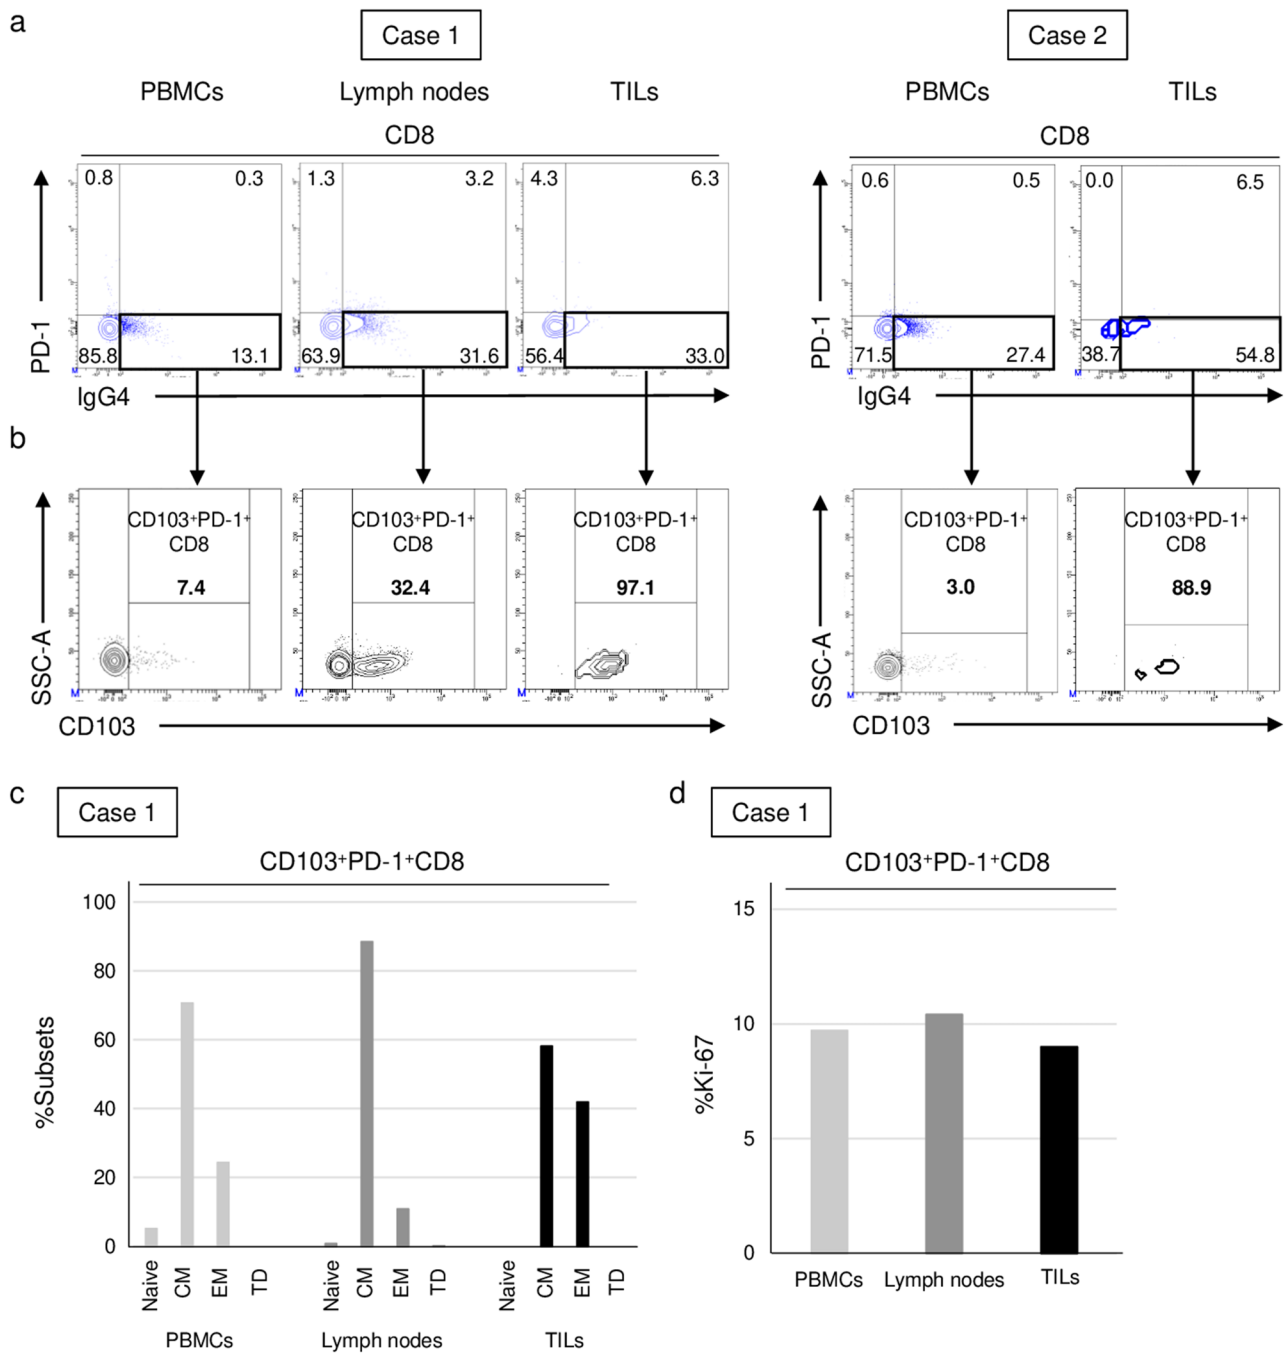 a
Case 1
Case 2
PBMCs
Lymph nodes
TILs
PBMCs
TILs
CD8
CD8
PD-1
0.8
0.3
85.8
13.1
1.3
3.2
63.9
31.6
4.3
6.3
56.4
33.0
IgG4
PD-1
0.6
0.5
71.5
27.4
0.0
6.5
38.7
54.8
IgG4
b
SSC-A
CD103⁺PD-1⁺
CD8
7.4
CD103⁺PD-1⁺
CD8
32.4
CD103⁺PD-1⁺
CD8
97.1
CD103
SSC-A
CD103⁺PD-1⁺
CD8
3.0
CD103⁺PD-1⁺
CD8
88.9
CD103
c
Case 1
CD103⁺PD-1⁺CD8
%Subsets
100
80
60
40
20
0
Naive
CM
EM
TD
Naive
CM
EM
TD
Naive
CM
EM
TD
PBMCs
Lymph nodes
TILs
d
Case 1
CD103⁺PD-1⁺CD8
%Ki-67
15
10
5
0
PBMCs
Lymph nodes
TILs